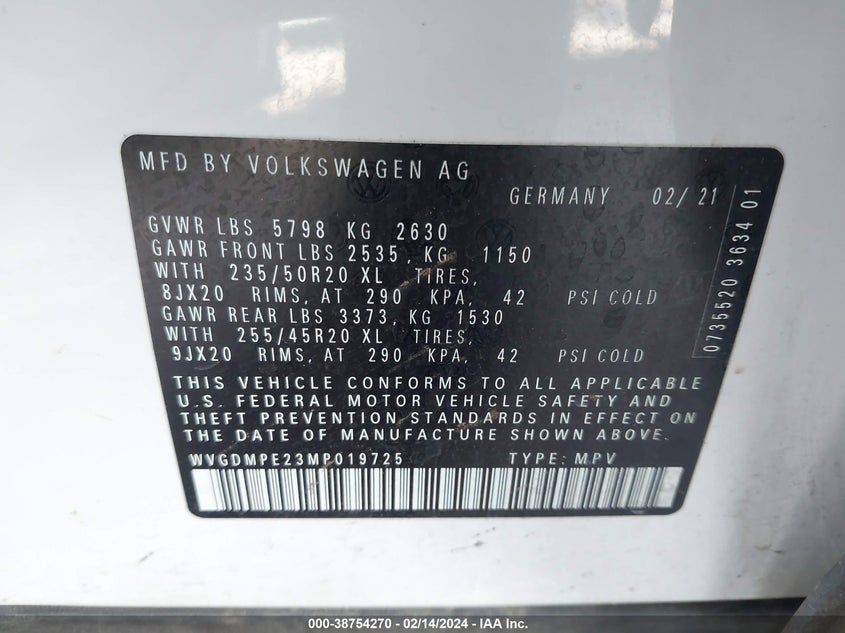 MFD BY VOLKSWAGEN AG
GERMANY 02/21
GVWR LBS 5798 KG 2630
GAWR FRONT LBS 2535, KG 1150
WITH 235/50R20 XL TIRES,
8JX20 RIMS, AT 290 KPA, 42 PSI COLD
GAWR REAR LBS 3373, KG 1530
WITH 255/45R20 XL TIRES,
9JX20 RIMS, AT 290 KPA, 42 PSI COLD
THIS VEHICLE CONFORMS TO ALL APPLICABLE
U.S. FEDERAL MOTOR VEHICLE SAFETY AND
THEFT PREVENTION STANDARDS IN EFFECT ON
THE DATE OF MANUFACTURE SHOWN ABOVE.
WVGDMPE23MP019725 TYPE: MPV
0735520 3634 01
000-38754270 - 02/14/2024 - IAA Inc.